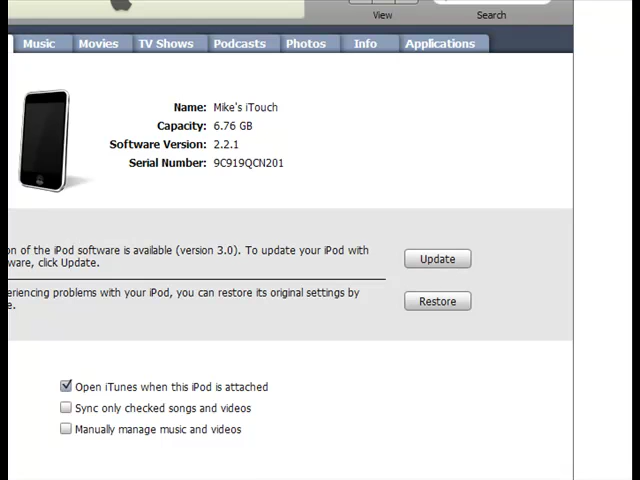 View
Search
Music
Movies
TV Shows
Podcasts
Photos
Info
Applications
Name: Mike's iTouch
Capacity: 6.76 GB
Software Version: 2.2.1
Serial Number: 9C919QCN201
on of the iPod software is available (version 3.0). To update your iPod with
ware, click Update.
Update
eriencing problems with your iPod, you can restore its original settings by
e.
Restore
Open iTunes when this iPod is attached
Sync only checked songs and videos
Manually manage music and videos